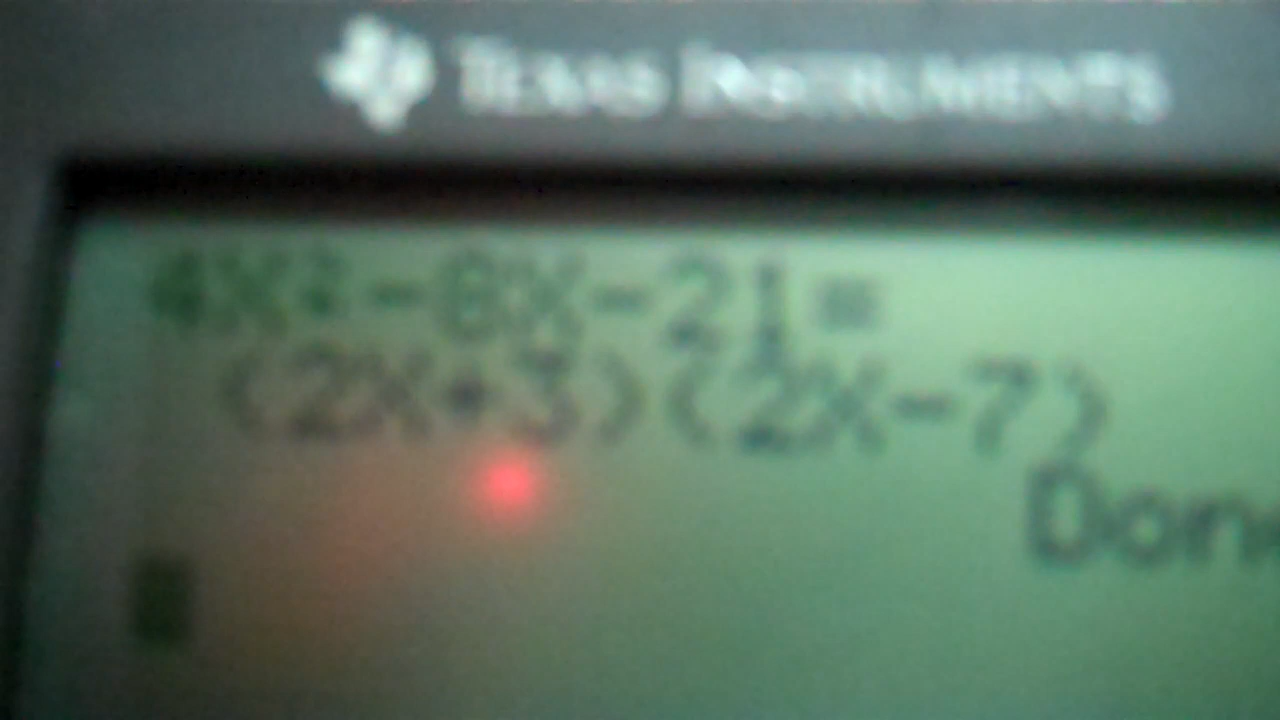 TEXAS INSTRUMENTS
4X²-8X-21=
(2X+3)(2X-7)
Done